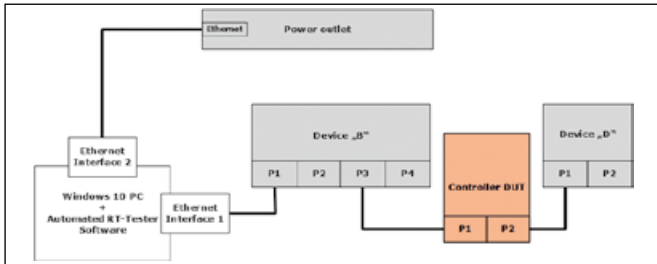 Ethernet
Power outlet
Ethernet
Interface 2
Windows 10 PC
+
Automated RT-Tester
Software
Ethernet
Interface 1
Device „B“
P1 P2 P3 P4
Controller DUT
P1 P2
Device „D“
P1 P2